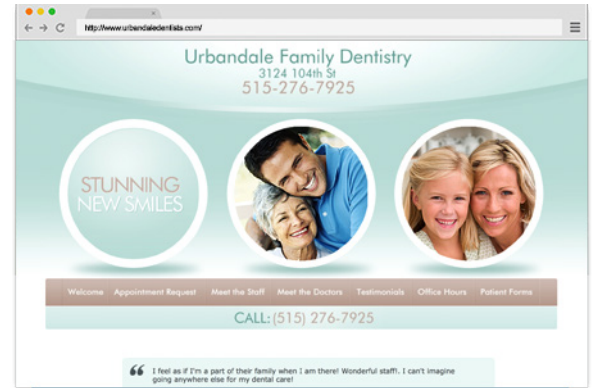 http://www.urbandaledentists.com/
Urbandale Family Dentistry
3124 104th St
515-276-7925
STUNNING
NEW SMILES
Welcome Appointment Request Meet the Staff Meet the Doctors Testimonials Office Hours Patient Forms
CALL: (515) 276-7925
“ I feel as if I'm a part of their family when I am there! Wonderful staff!. I can't imagine
going anywhere else for my dental care!